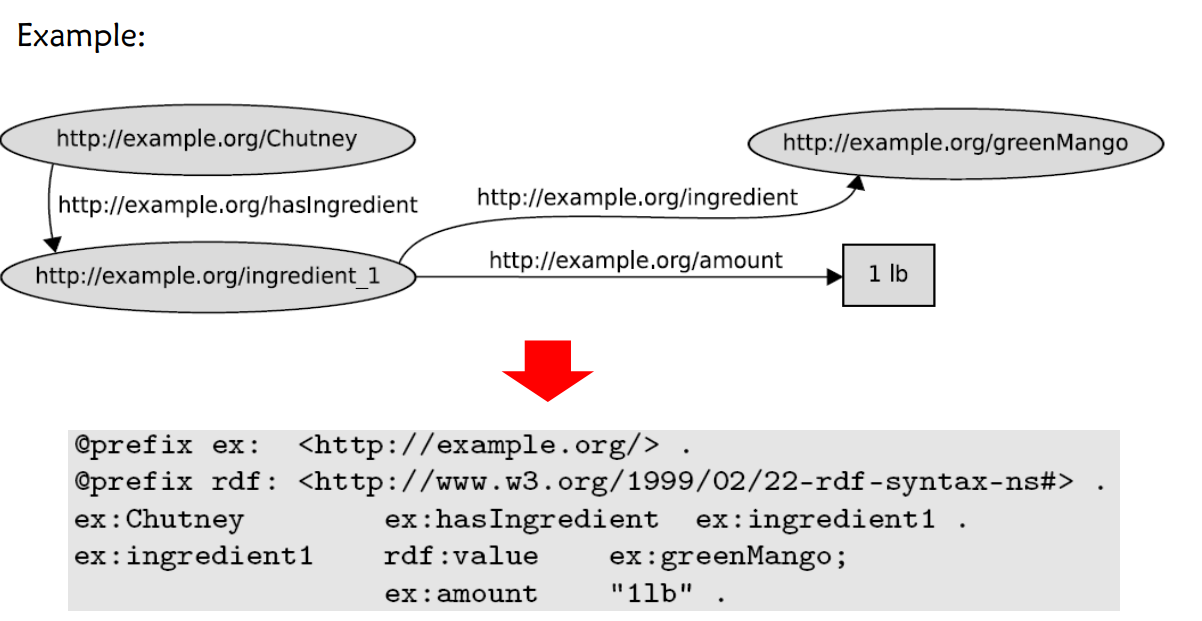 Example:
http://example.org/Chutney
http://example.org/greenMango
http://example.org/hasIngredient
http://example.org/ingredient
http://example.org/ingredient_1
http://example.org/amount
1 lb
@prefix ex: <http://example.org/> .
@prefix rdf: <http://www.w3.org/1999/02/22-rdf-syntax-ns#> .
ex:Chutney ex:hasIngredient ex:ingredient1 .
ex:ingredient1 rdf:value ex:greenMango;
ex:amount "1lb" .